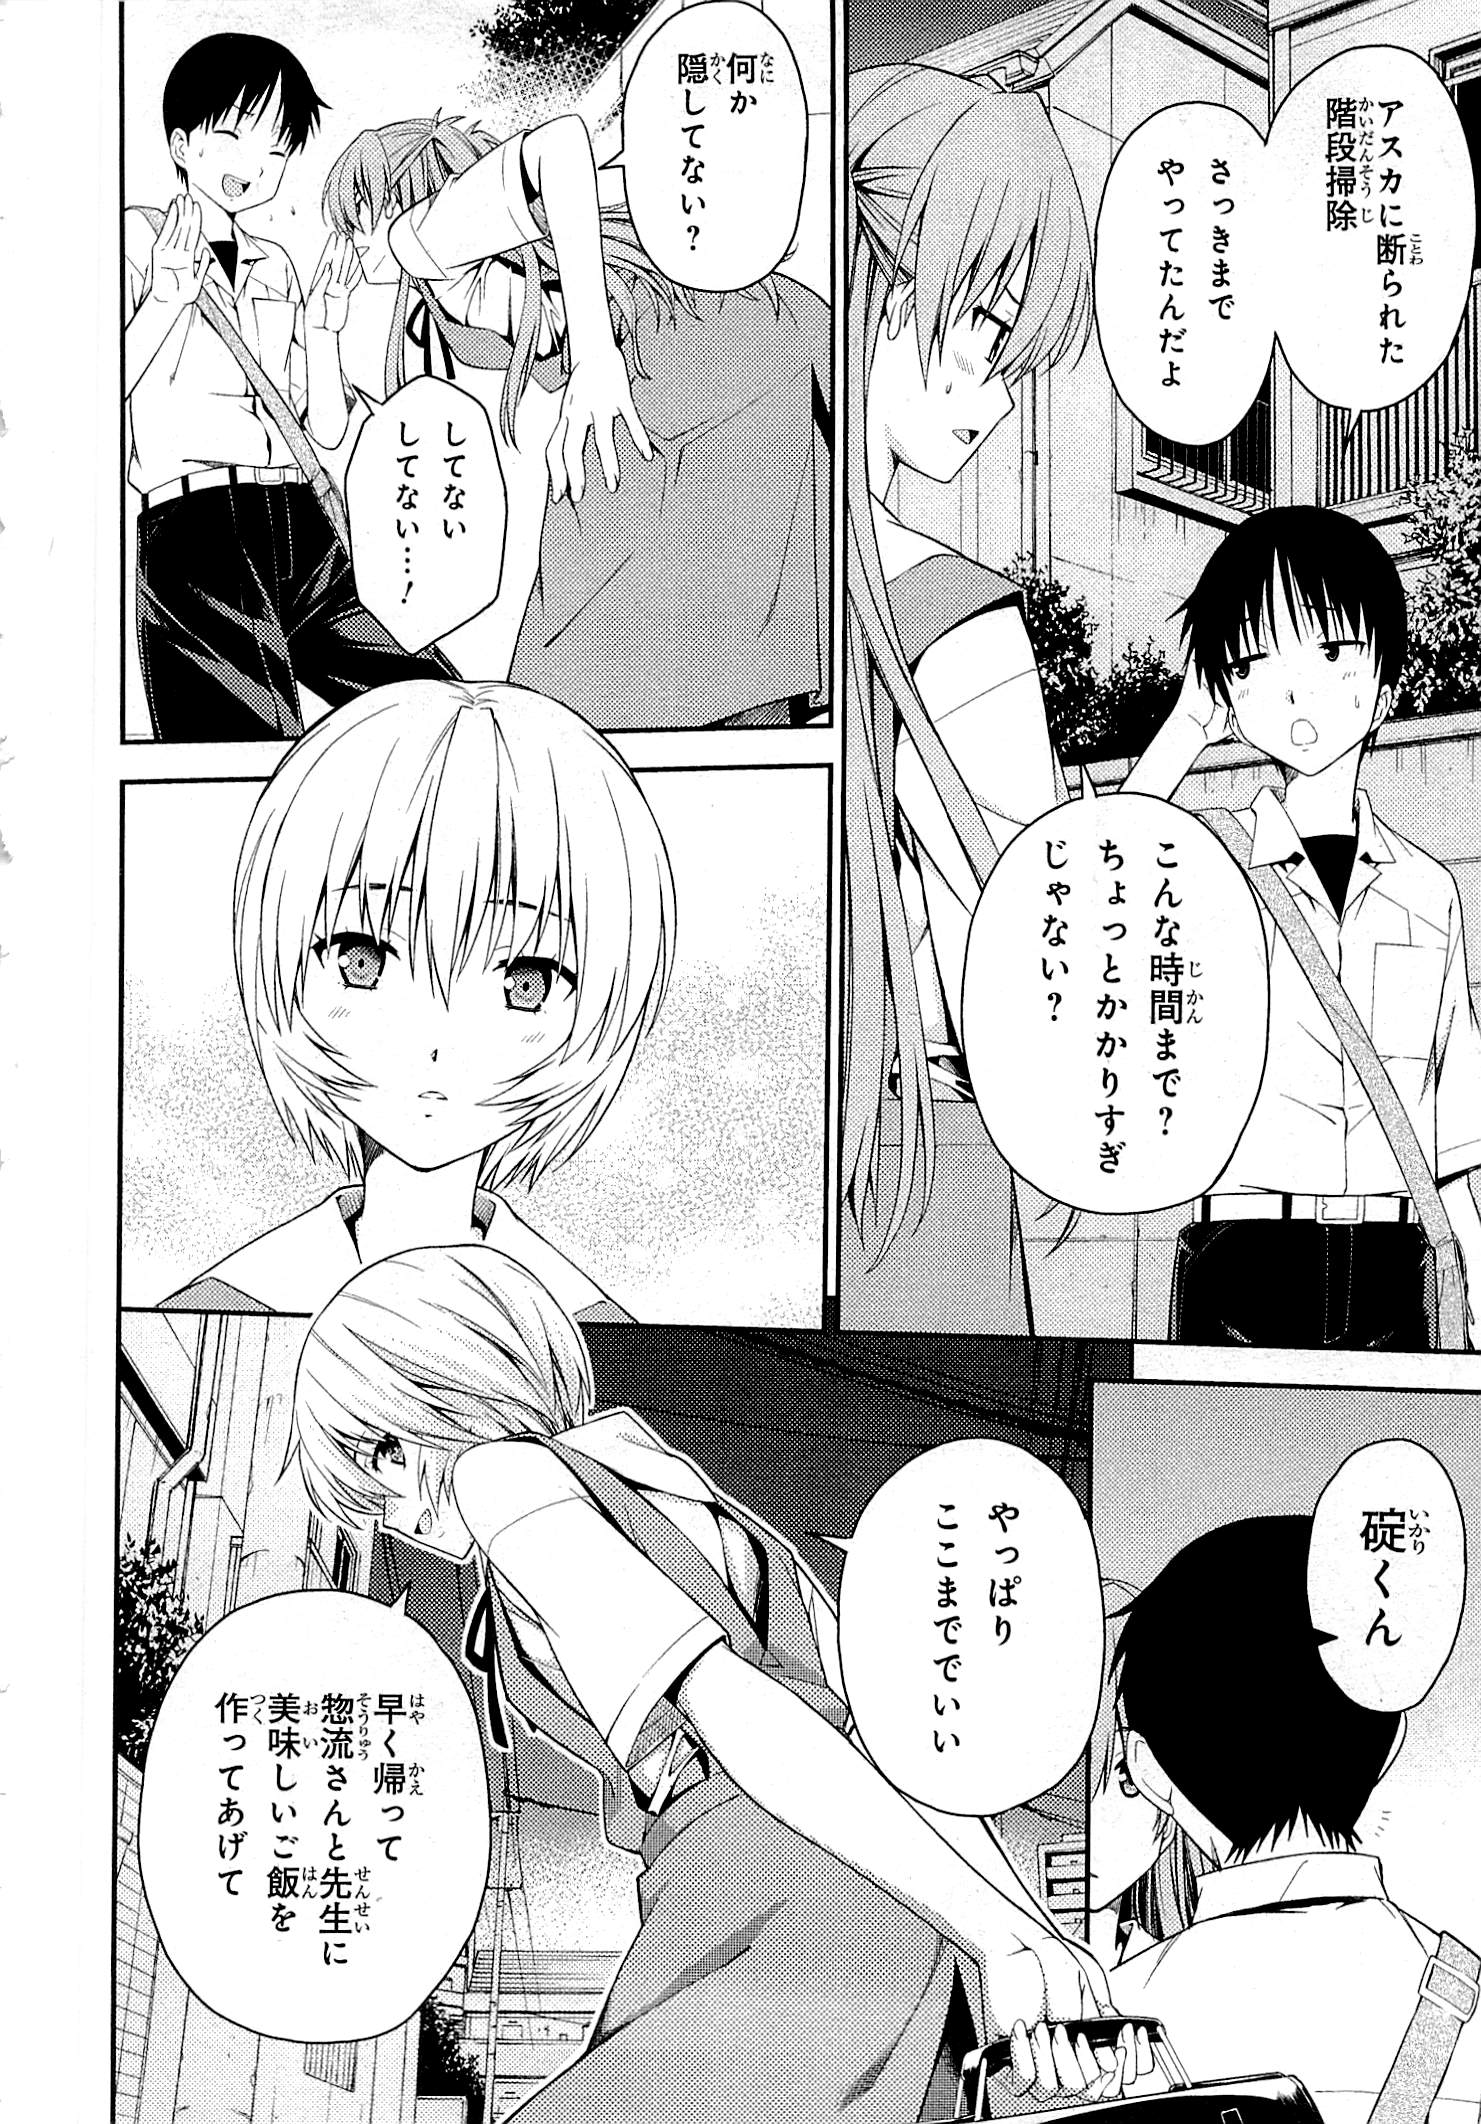 アスカに断られた
階段掃除
さっきまで
やってたんだよ
こんな時間まで?
ちょっとかかりすぎ
じゃない?
何か
隠してない?
してない
してない…!
碇くん
やっぱり
ここまででいい
早く帰って
惣流さんと先生に
美味しいご飯を
作ってあげて